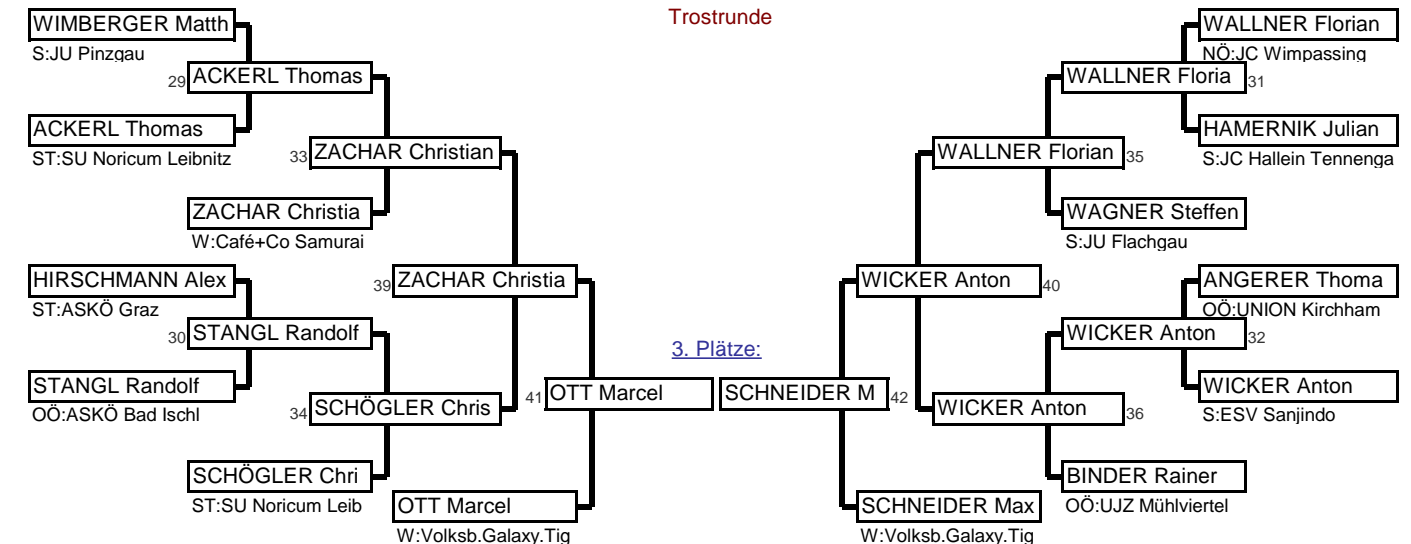 Trostrunde
WIMBERGER Matth
S:JU Pinzgau
29 ACKERL Thomas
ACKERL Thomas
ST:SU Noricum Leibnitz
33 ZACHAR Christian
ZACHAR Christia
W:Café+Co Samurai
39 ZACHAR Christia
HIRSCHMANN Alex
ST:ASKÖ Graz
30 STANGL Randolf
STANGL Randolf
OÖ:ASKÖ Bad Ischl
34 SCHÖGLER Chris
SCHÖGLER Chri
ST:SU Noricum Leib
41 OTT Marcel
OTT Marcel
W:Volksb.Galaxy.Tig
3. Plätze:
WALLNER Florian
NÖ:JC Wimpassing
WALLNER Floria 31
HAMERNIK Julian
S:JC Hallein Tennenga
WALLNER Florian 35
WAGNER Steffen
S:JU Flachgau
WICKER Anton 40
ANGERER Thoma
OÖ:UNION Kirchham
WICKER Anton 32
WICKER Anton
S:ESV Sanjindo
SCHNEIDER M 42
WICKER Anton 36
BINDER Rainer
OÖ:UJZ Mühlviertel
SCHNEIDER Max
W:Volksb.Galaxy.Tig